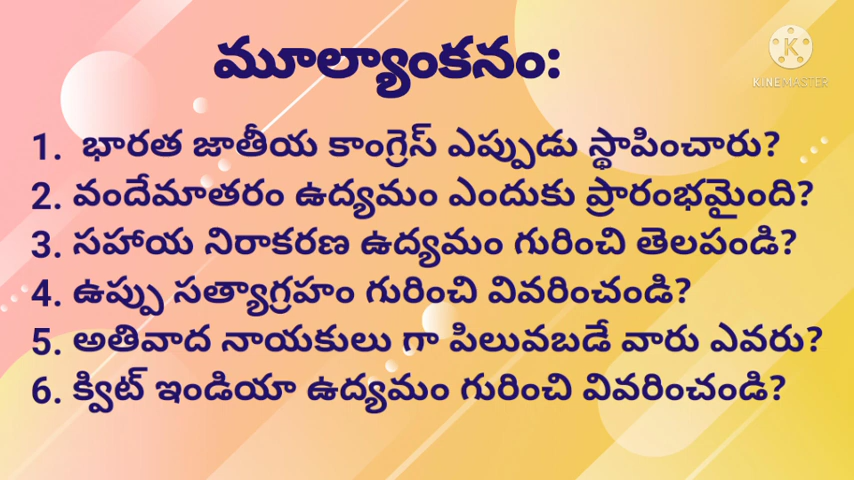 మూల్యాంకనం:
KINEMASTER
1. భారత జాతీయ కాంగ్రెస్ ఎప్పుడు స్థాపించారు?
2. వందేమాతరం ఉద్యమం ఎందుకు ప్రారంభమైంది?
3. సహాయ నిరాకరణ ఉద్యమం గురించి తెలపండి?
4. ఉప్పు సత్యాగ్రహం గురించి వివరించండి?
5. అతివాద నాయకులు గా పిలువబడే వారు ఎవరు?
6. క్విట్ ఇండియా ఉద్యమం గురించి వివరించండి?